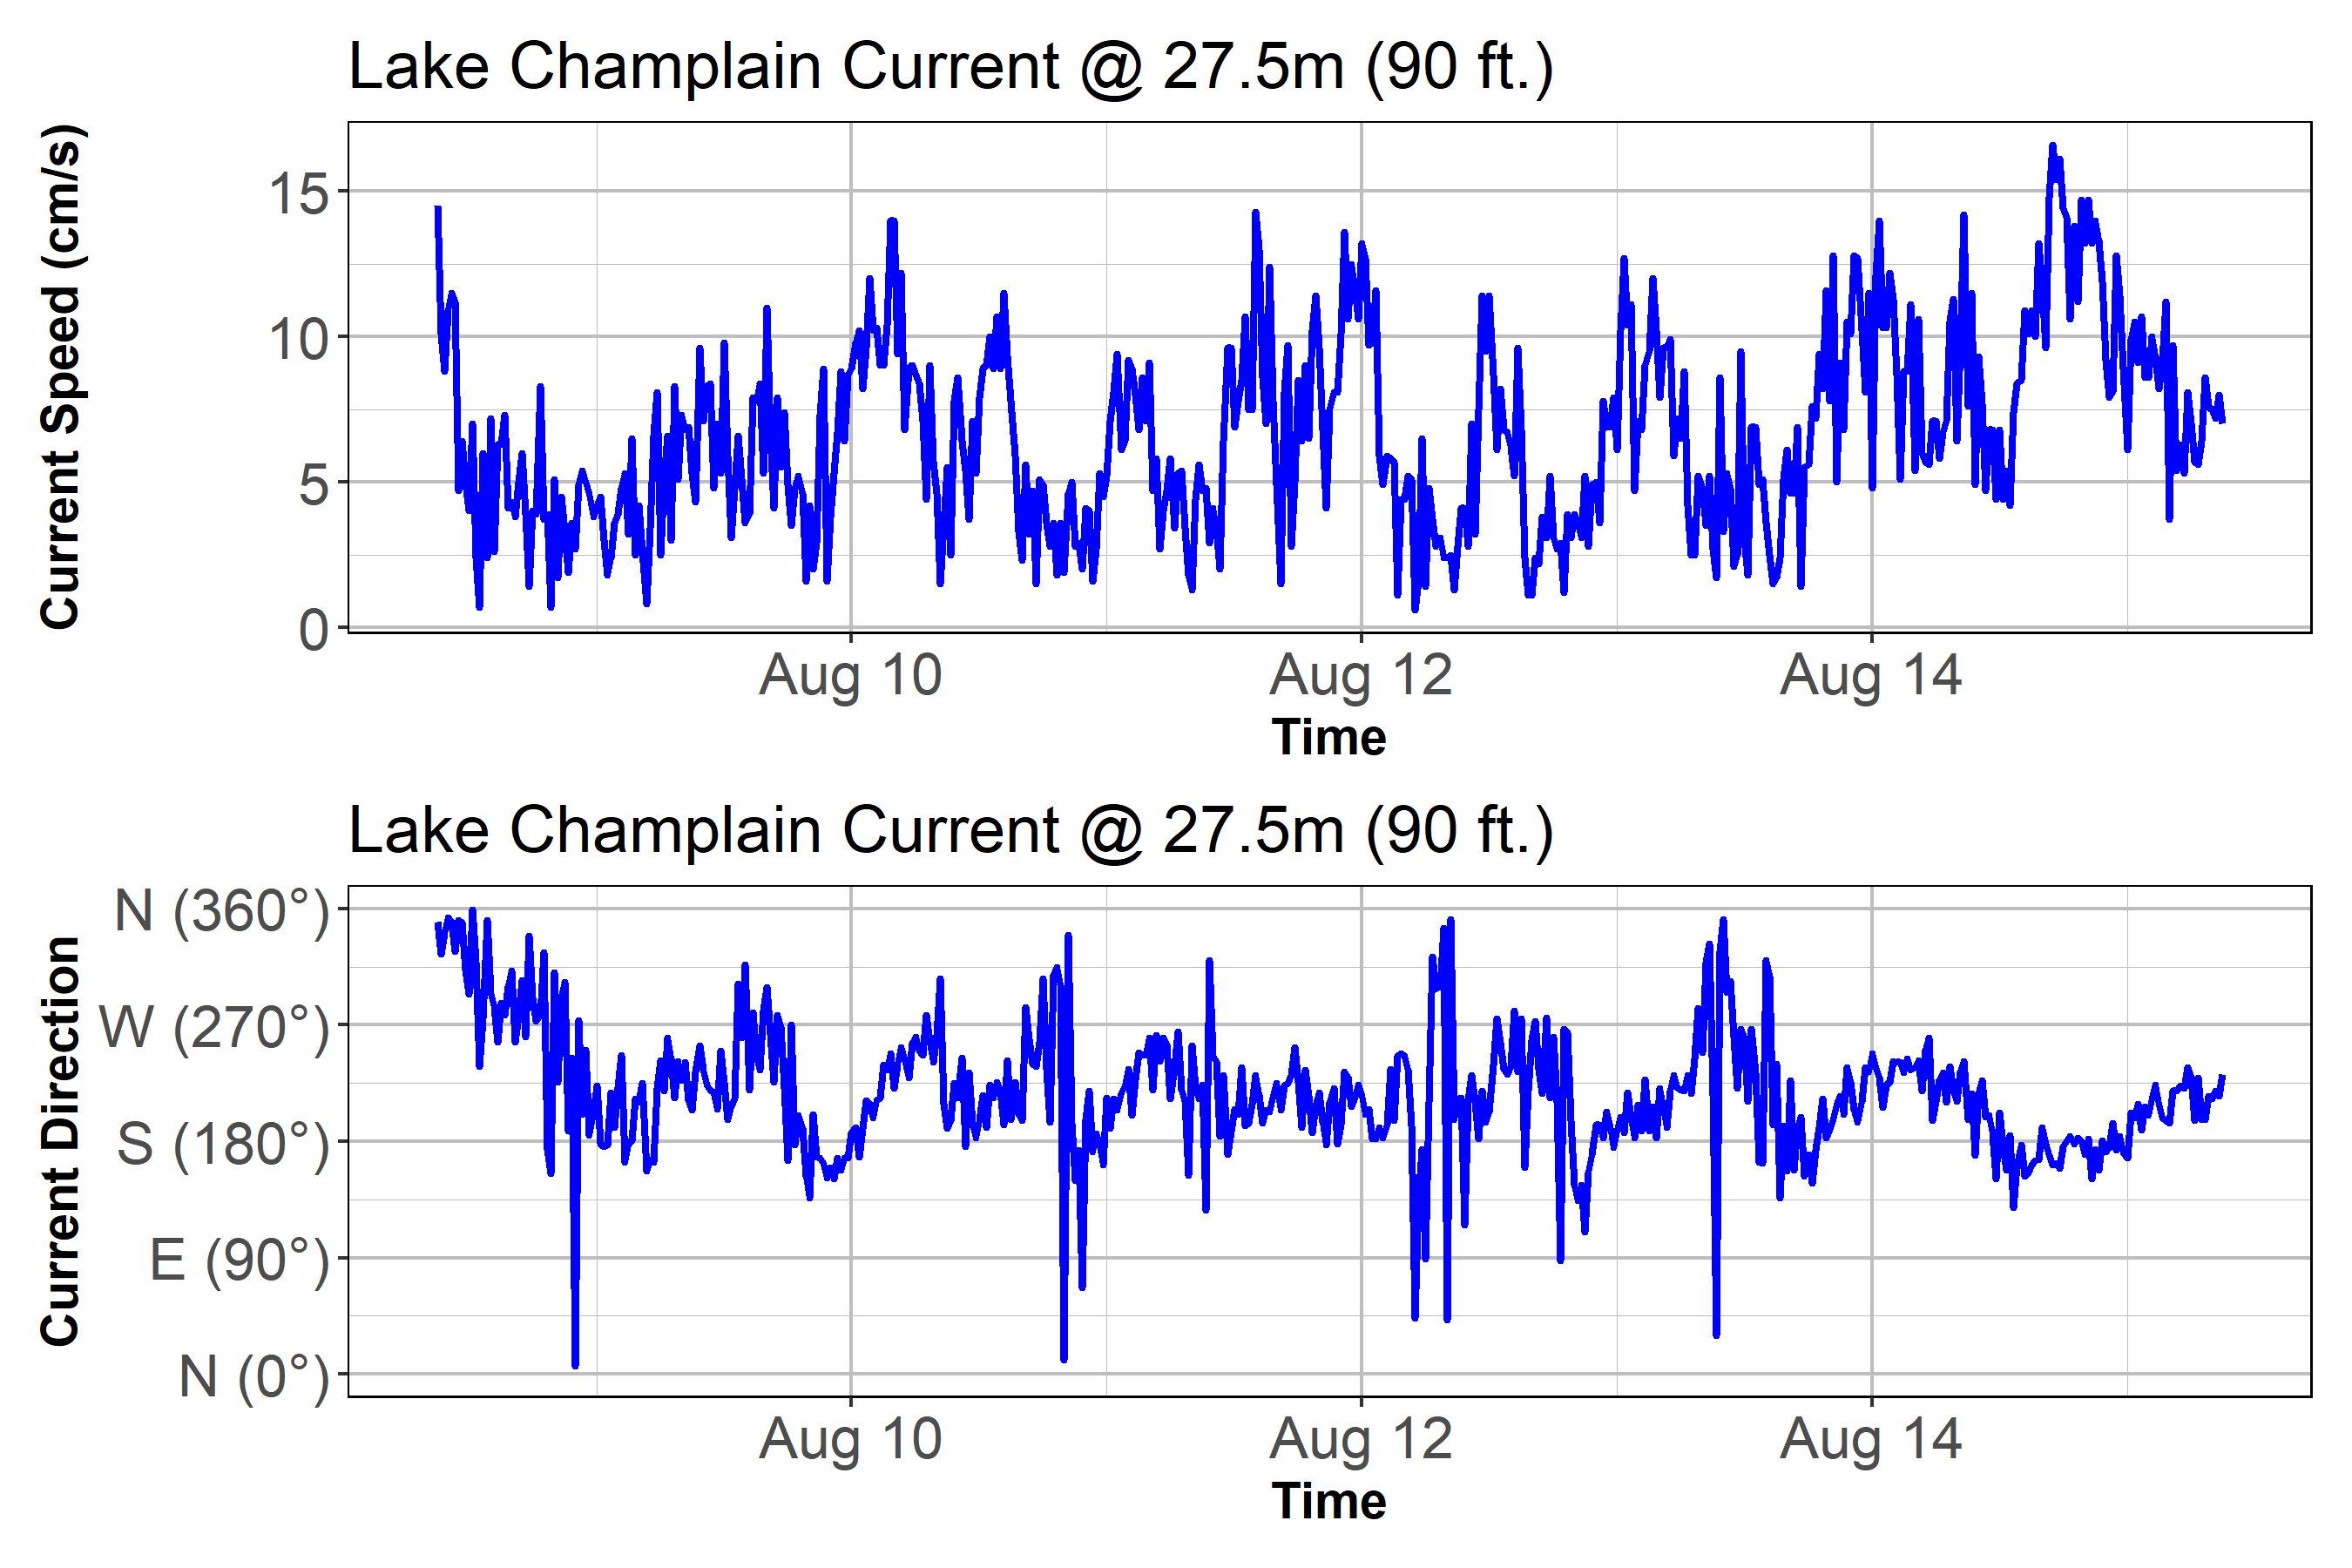 Lake Champlain Current @ 27.5m (90 ft.)
Current Speed (cm/s)
15
10
5
0
Aug 10 Aug 12 Aug 14
Time
Lake Champlain Current @ 27.5m (90 ft.)
Current Direction
N (360°)
W (270°)
S (180°)
E (90°)
N (0°)
Aug 10 Aug 12 Aug 14
Time